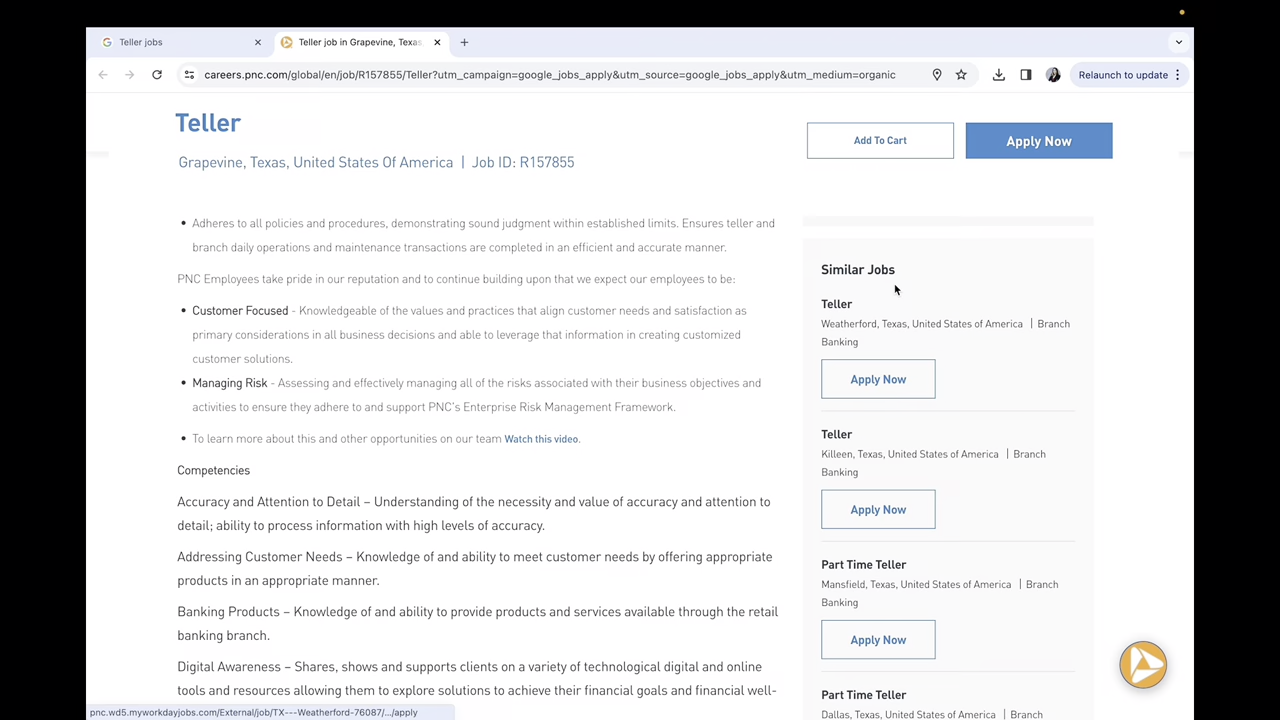 Teller jobs
Teller job in Grapevine, Texas,
careers.pnc.com/global/en/job/R157855/Teller?utm_campaign=google_jobs_apply&utm_source=google_jobs_apply&utm_medium=organic
Relaunch to update
Teller
Grapevine, Texas, United States Of America | Job ID: R157855
Add To Cart
Apply Now
• Adheres to all policies and procedures, demonstrating sound judgment within established limits. Ensures teller and
branch daily operations and maintenance transactions are completed in an efficient and accurate manner.
PNC Employees take pride in our reputation and to continue building upon that we expect our employees to be:
• Customer Focused - Knowledgeable of the values and practices that align customer needs and satisfaction as
primary considerations in all business decisions and able to leverage that information in creating customized
customer solutions.
• Managing Risk - Assessing and effectively managing all of the risks associated with their business objectives and
activities to ensure they adhere to and support PNC's Enterprise Risk Management Framework.
• To learn more about this and other opportunities on our team Watch this video.
Competencies
Accuracy and Attention to Detail – Understanding of the necessity and value of accuracy and attention to
detail; ability to process information with high levels of accuracy.
Addressing Customer Needs – Knowledge of and ability to meet customer needs by offering appropriate
products in an appropriate manner.
Banking Products – Knowledge of and ability to provide products and services available through the retail
banking branch.
Digital Awareness – Shares, shows and supports clients on a variety of technological digital and online
tools and resources allowing them to explore solutions to achieve their financial goals and financial well-
Similar Jobs
Teller
Weatherford, Texas, United States of America | Branch
Banking
Apply Now
Teller
Killeen, Texas, United States of America | Branch
Banking
Apply Now
Part Time Teller
Mansfield, Texas, United States of America | Branch
Banking
Apply Now
Part Time Teller
Dallas, Texas, United States of America | Branch
pnc.wd5.myworkdayjobs.com/External/job/TX---Weatherford-76087/.../apply